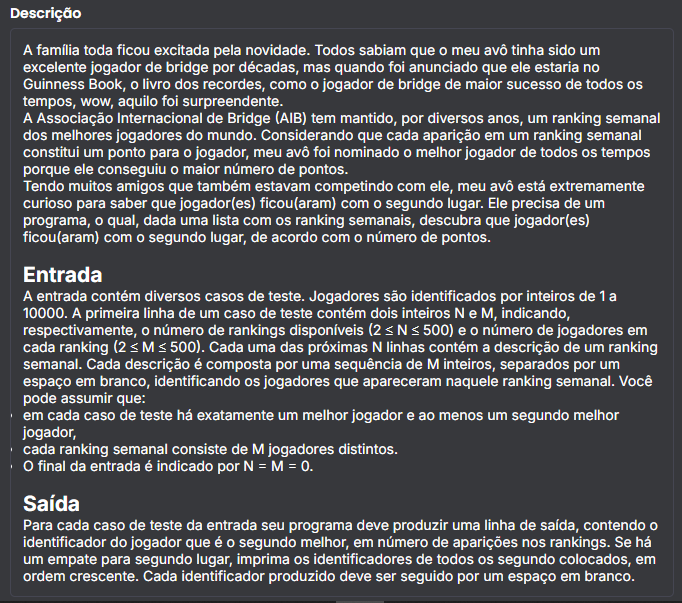 Descrição
A família toda ficou excitada pela novidade. Todos sabiam que o meu avô tinha sido um
excelente jogador de bridge por décadas, mas quando foi anunciado que ele estaria no
Guinness Book, o livro dos recordes, como o jogador de bridge de maior sucesso de todos os
tempos, wow, aquilo foi surpreendente.
A Associação Internacional de Bridge (AIB) tem mantido, por diversos anos, um ranking semanal
dos melhores jogadores do mundo. Considerando que cada aparição em um ranking semanal
constitui um ponto para o jogador, meu avô foi nominado o melhor jogador de todos os tempos
porque ele conseguiu o maior número de pontos.
Tendo muitos amigos que também estavam competindo com ele, meu avô está extremamente
curioso para saber que jogador(es) ficou(aram) com o segundo lugar. Ele precisa de um
programa, o qual, dada uma lista com os ranking semanais, descubra que jogador(es)
ficou(aram) com o segundo lugar, de acordo com o número de pontos.
Entrada
A entrada contém diversos casos de teste. Jogadores são identificados por inteiros de 1 a
10000. A primeira linha de um caso de teste contém dois inteiros N e M, indicando,
respectivamente, o número de rankings disponíveis (2 ≤ N ≤ 500) e o número de jogadores em
cada ranking (2 ≤ M ≤ 500). Cada uma das próximas N linhas contém a descrição de um ranking
semanal. Cada descrição é composta por uma sequência de M inteiros, separados por um
espaço em branco, identificando os jogadores que apareceram naquele ranking semanal. Você
pode assumir que:
• em cada caso de teste há exatamente um melhor jogador e ao menos um segundo melhor
jogador,
• cada ranking semanal consiste de M jogadores distintos.
• O final da entrada é indicado por N = M = 0.
Saída
Para cada caso de teste da entrada seu programa deve produzir uma linha de saída, contendo o
identificador do jogador que é o segundo melhor, em número de aparições nos rankings. Se há
um empate para segundo lugar, imprima os identificadores de todos os segundo colocados, em
ordem crescente. Cada identificador produzido deve ser seguido por um espaço em branco.